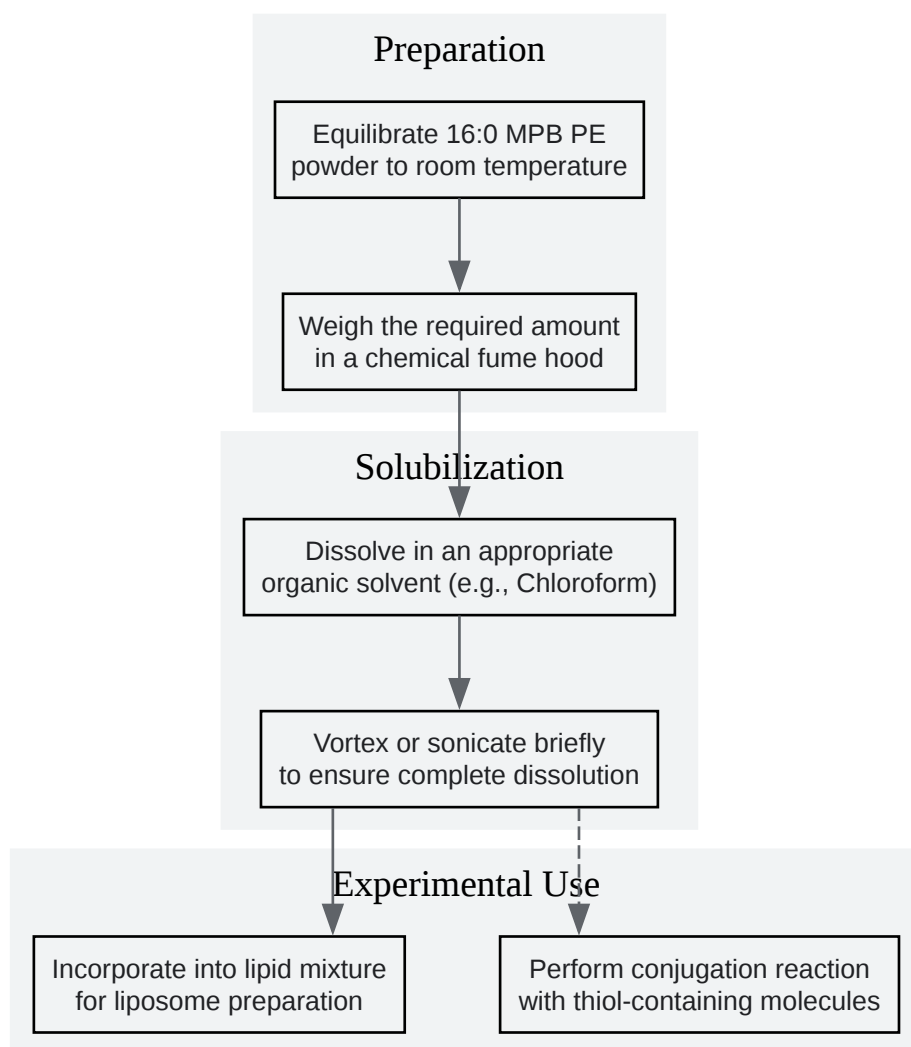 Preparation
Equilibrate 16:0 MPB PE
powder to room temperature
Weigh the required amount
in a chemical fume hood
Solubilization
Dissolve in an appropriate
organic solvent (e.g., Chloroform)
Vortex or sonicate briefly
to ensure complete dissolution
Experimental Use
Incorporate into lipid mixture
for liposome preparation
Perform conjugation reaction
with thiol-containing molecules